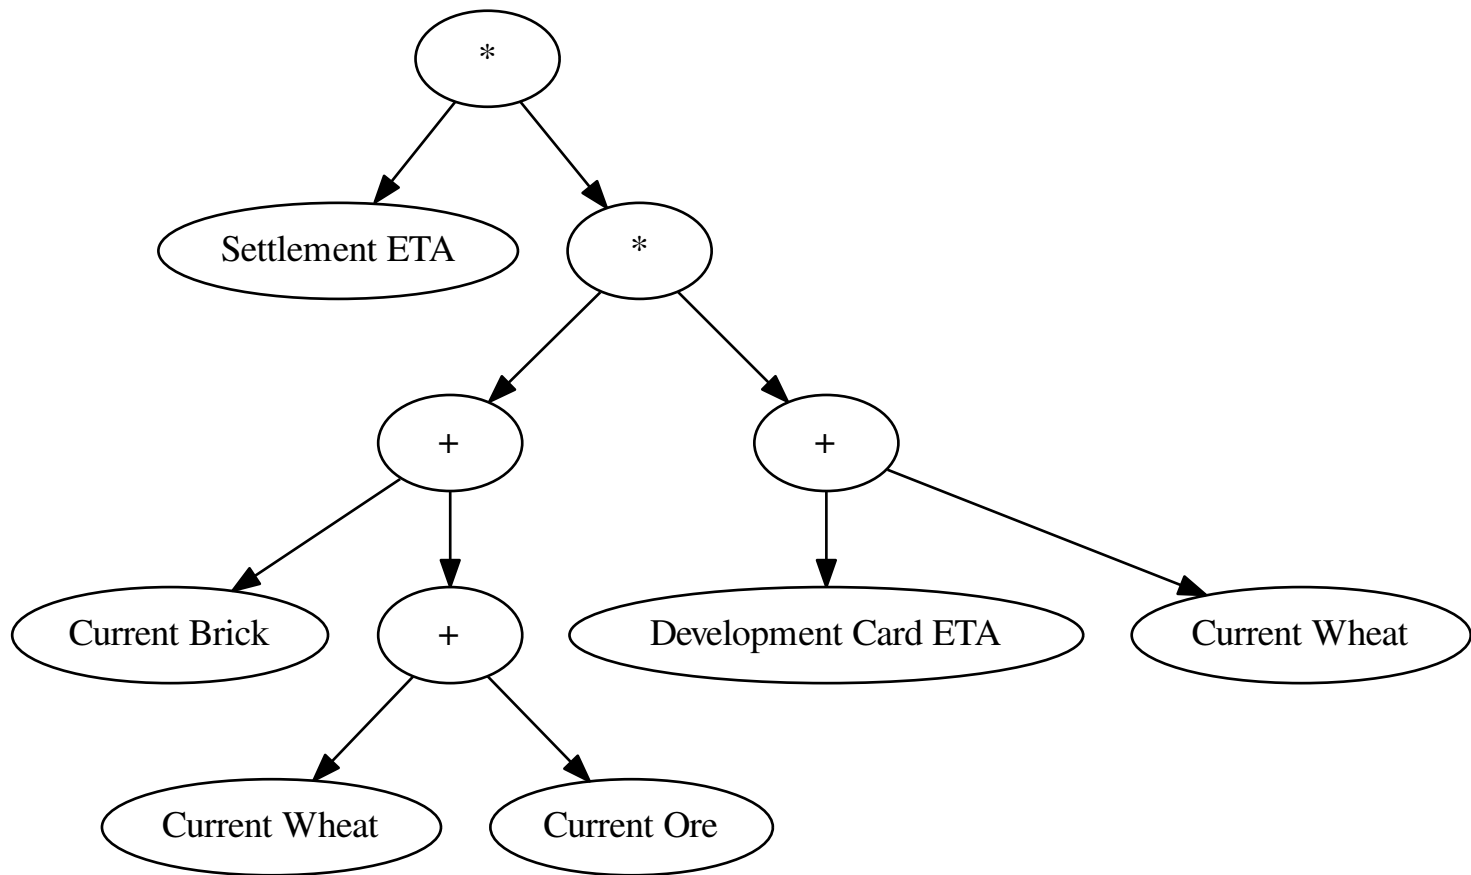 *
Settlement ETA
*
+
+
Current Brick
+
Development Card ETA
Current Wheat
Current Wheat
Current Ore